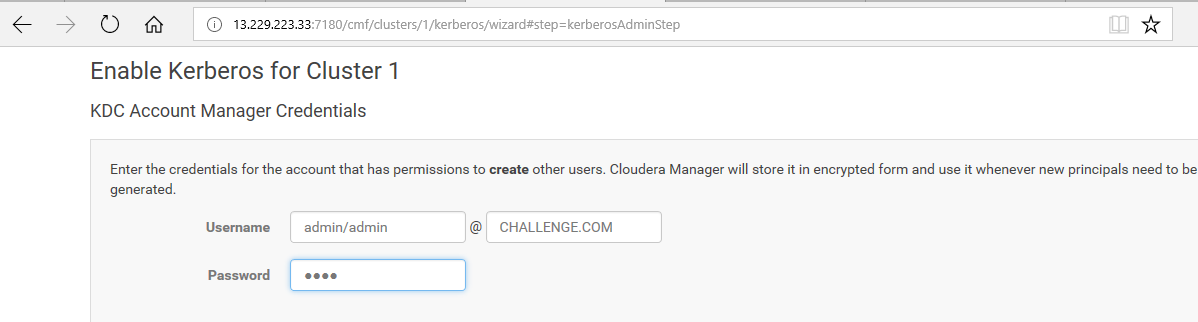 13.229.223.33:7180/cmf/clusters/1/kerberos/wizard#step=kerberosAdminStep
Enable Kerberos for Cluster 1
KDC Account Manager Credentials
Enter the credentials for the account that has permissions to create other users. Cloudera Manager will store it in encrypted form and use it whenever new principals need to be
generated.
Username admin/admin @ CHALLENGE.COM
Password ••••